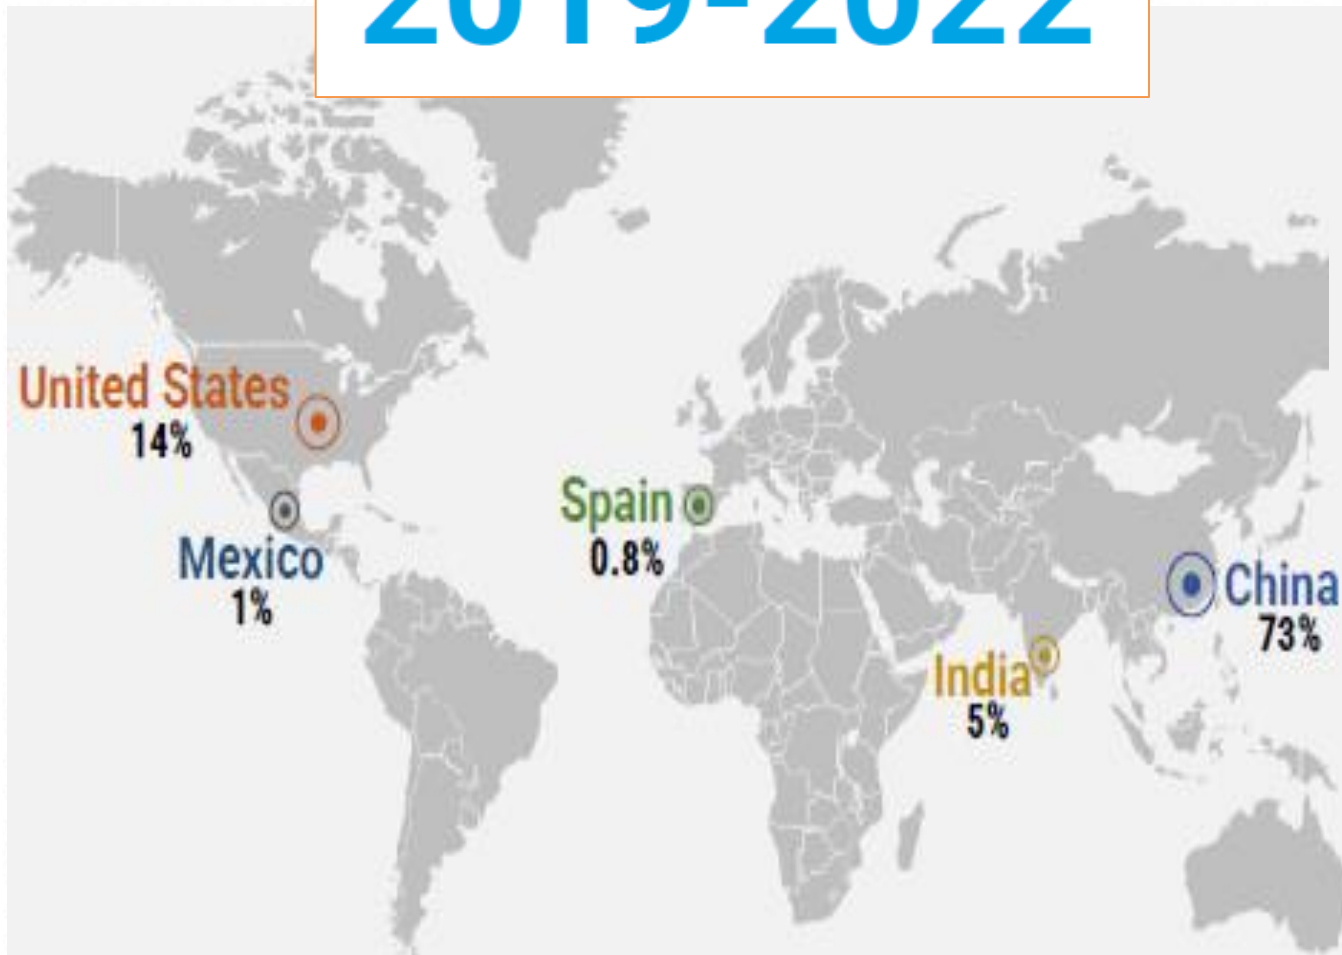 2019-2022
United States
14%
Mexico
1%
Spain
0.8%
India
5%
China
73%